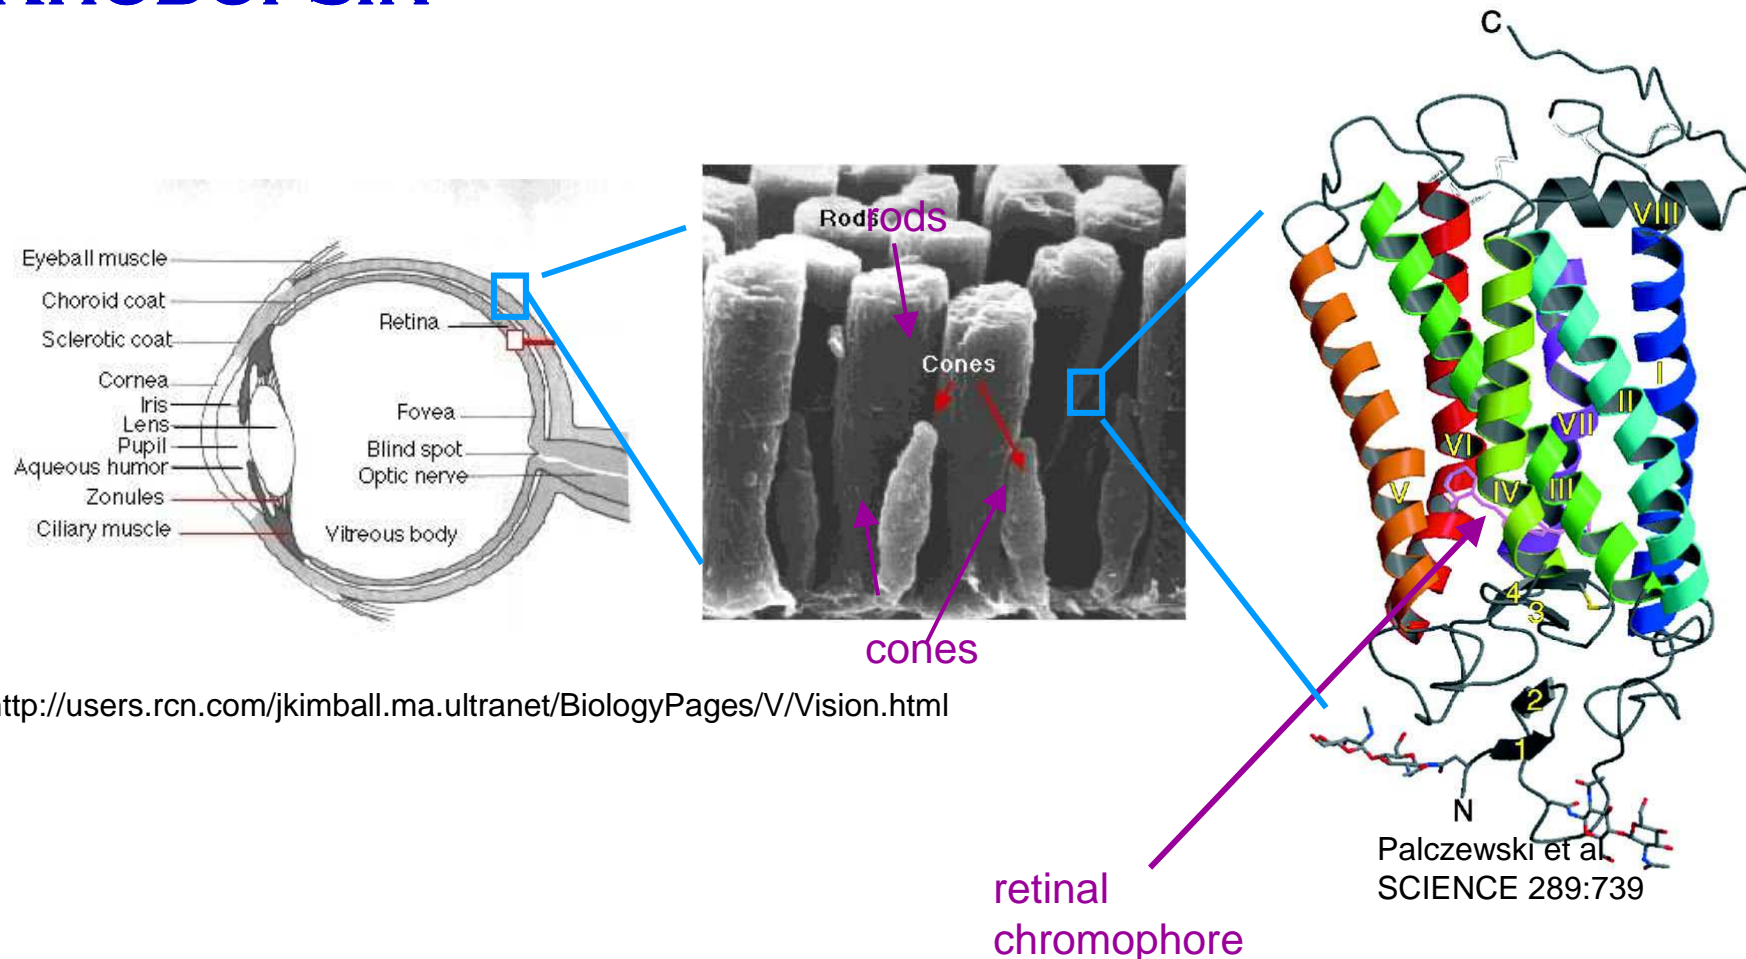 C
VIII
Rods
rods
Eyeball muscle
Choroid coat
Sclerotic coat
Cornea
Iris
Lens
Pupil
Aqueous humor
Zonules
Ciliary muscle
Retina
Fovea
Blind spot
Optic nerve
Vitreous body
Cones
cones
I
II
VII
VI
V
IV
III
4
3
2
1
N
http://users.rcn.com/jkimball.ma.ultranet/BiologyPages/V/Vision.html
Palczewski et al
SCIENCE 289:739
retinal
chromophore